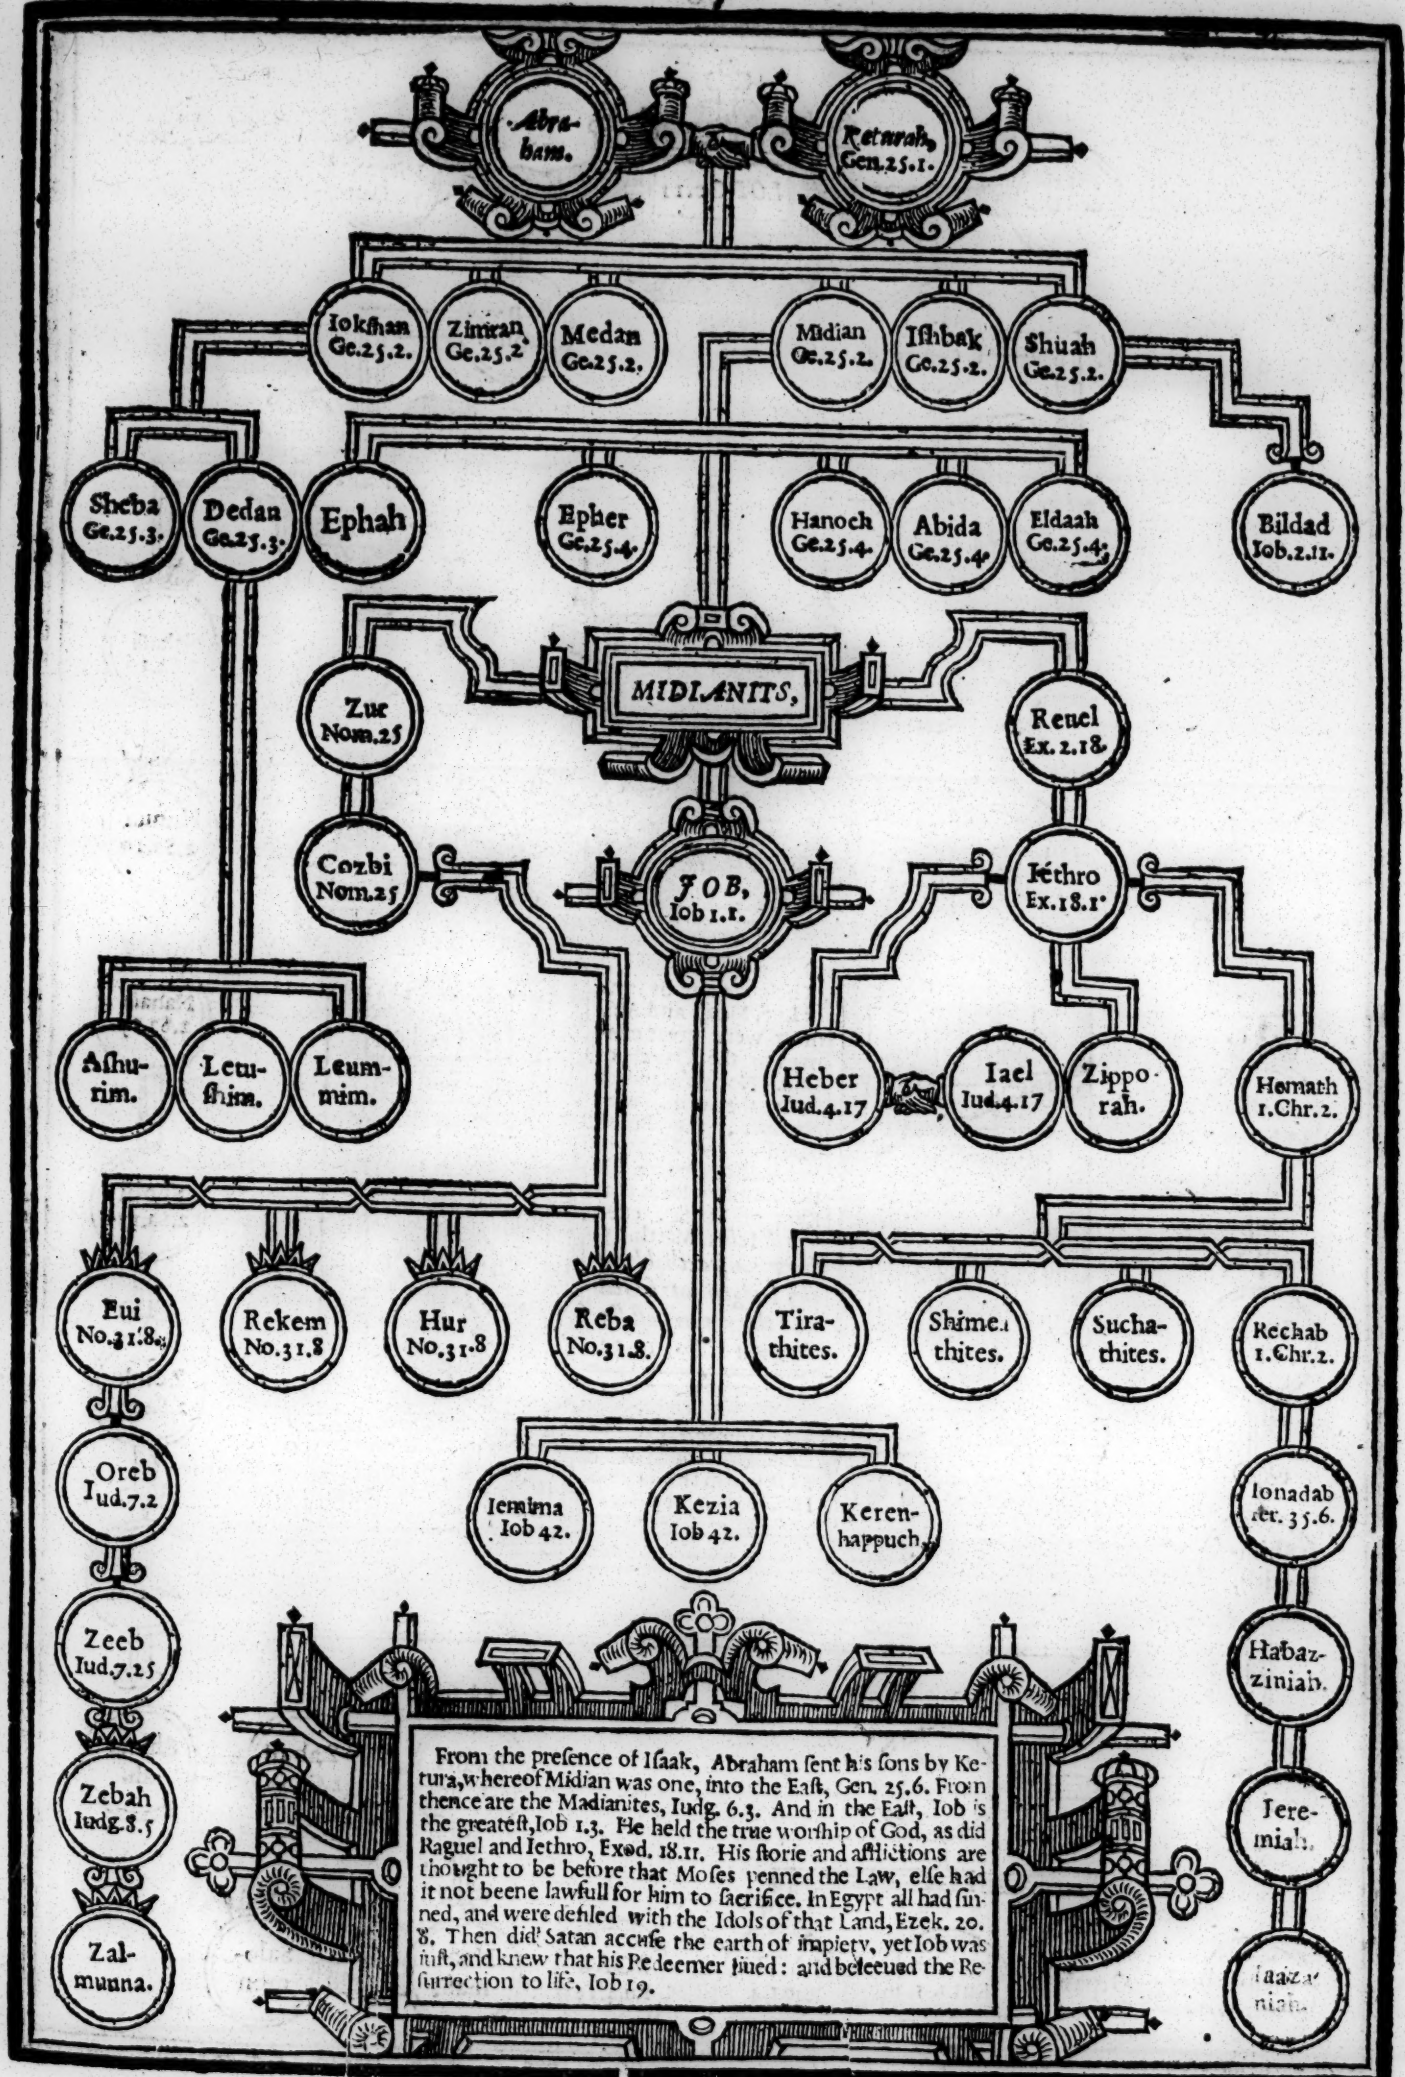 Abra-
ham.
Keturah,
Gen.25.1.
Iokſhan
Ge.25.2.
Zimran
Ge.25.2
Medan
Ge.25.2.
Midian
Ge.25.2.
Iſhbak
Ge.25.2.
Shuah
Ge.25.2.
Sheba
Ge.25.3.
Dedan
Ge.25.3.
Ephah
Epher
Ge.25.4.
Hanoch
Ge.25.4.
Abida
Ge.25.4.
Eldaah
Ge.25.4.
Bildad
Iob.2.11.
MIDIANITS,
Zur
Nom.25
Reuel
Ex.2.18.
Cozbi
Nom.25
JOB,
Iob 1.1.
Iethro
Ex.18.1.
Aſhu-
rim.
Letu-
ſhim.
Leum-
mim.
Heber
Iud.4.17
Iael
Iud.4.17
Zippo-
rah.
Hemath
1.Chr.2.
Eui
No.31.8.
Rekem
No.31.8
Hur
No.31.8
Reba
No.31.8.
Tira-
thites.
Shime-
thites.
Sucha-
thites.
Rechab
1.Chr.2.
Oreb
Iud.7.2
Iemima
Iob 42.
Kezia
Iob 42.
Keren-
happuch.
Ionadab
Ier. 35.6.
Zeeb
Iud.7.25
Habaz-
ziniah.
Zebah
Iudg.8.5
Iere-
miah.
Zal-
munna.
Iaaza-
niah.
From the preſence of Iſaak, Abraham ſent his ſons by Ke-
tura,whereof Midian was one, into the Eaſt, Gen. 25.6. From
thence are the Madianites, Iudg. 6.3. And in the Eaſt, Iob is
the greateſt,Iob 1.3. He held the true worſhip of God, as did
Raguel and Iethro, Exod. 18.11. His ſtorie and afflictions are
thought to be before that Moſes penned the Law, elſe had
it not beene lawfull for him to ſacrifice. In Egypt all had ſin-
ned, and were defiled with the Idols of that Land, Ezek. 20.
8. Then did Satan accuſe the earth of impiety, yet Iob was
iuſt, and knew that his Redeemer liued : and beleeued the Re-
ſurrection to life, Iob 19.